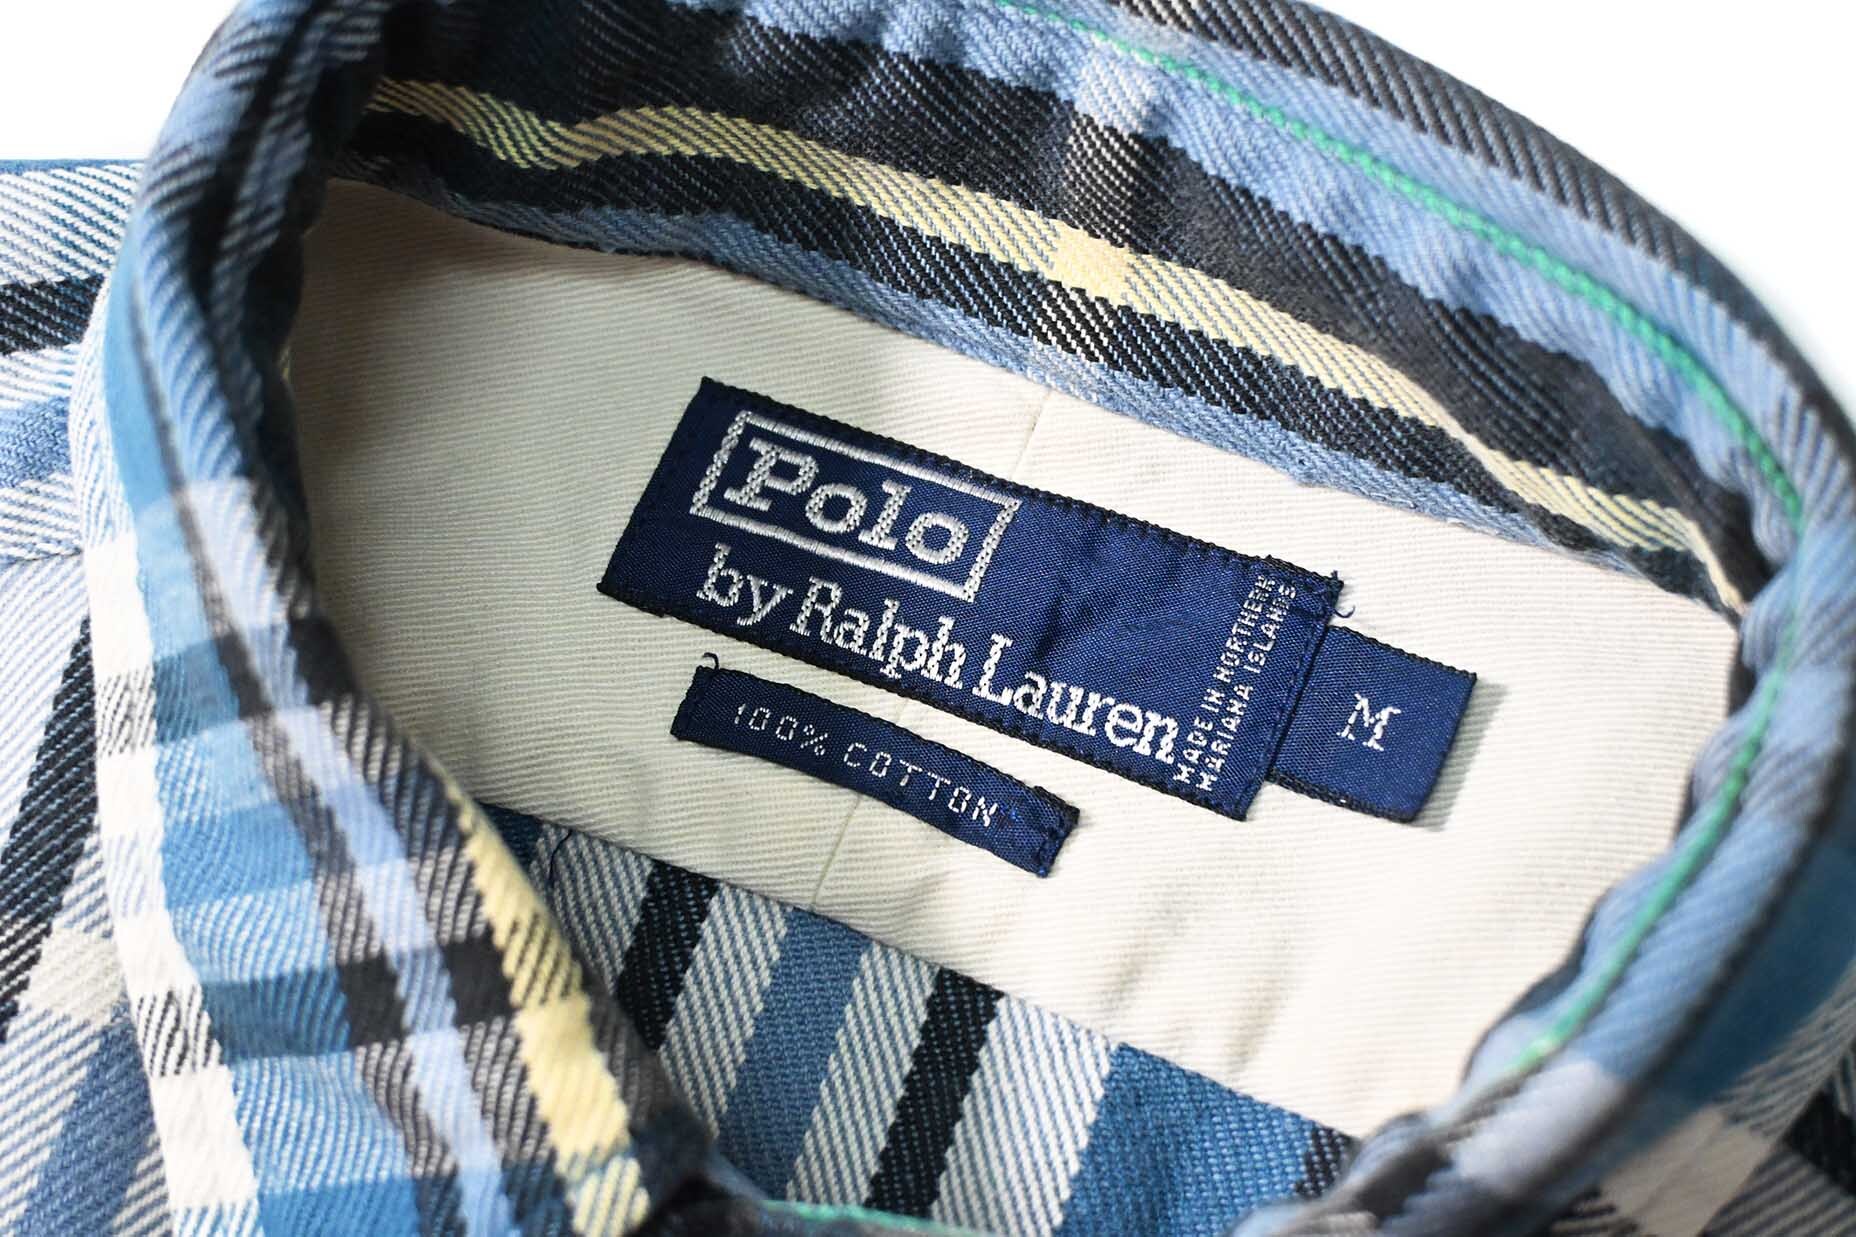 Polo
by Ralph Lauren
MADE IN NORTHERN
MARIANA ISLANDS
M
100% COTTON